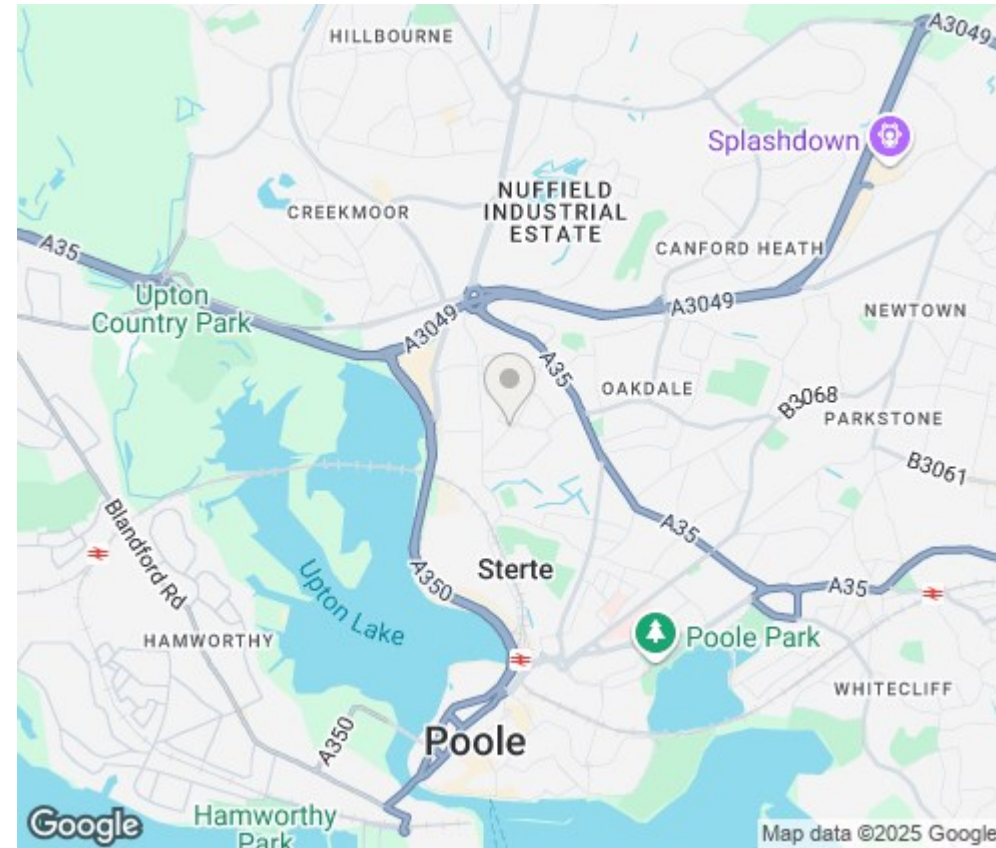 A3049
HILLBOURNE
Splashdown
NUFFIELD
INDUSTRIAL
ESTATE
CREEKMOOR
CANFORD HEATH
A35
Upton
Country Park
A3049
A3049
NEWTOWN
A35
OAKDALE
B3068
PARKSTONE
B3061
Blandford Rd
A35
Sterte
A350
A35
Upton Lake
HAMWORTHY
Poole Park
WHITECLIFF
A350
Poole
Hamworthy
Park
Google
Map data ©2025 Google